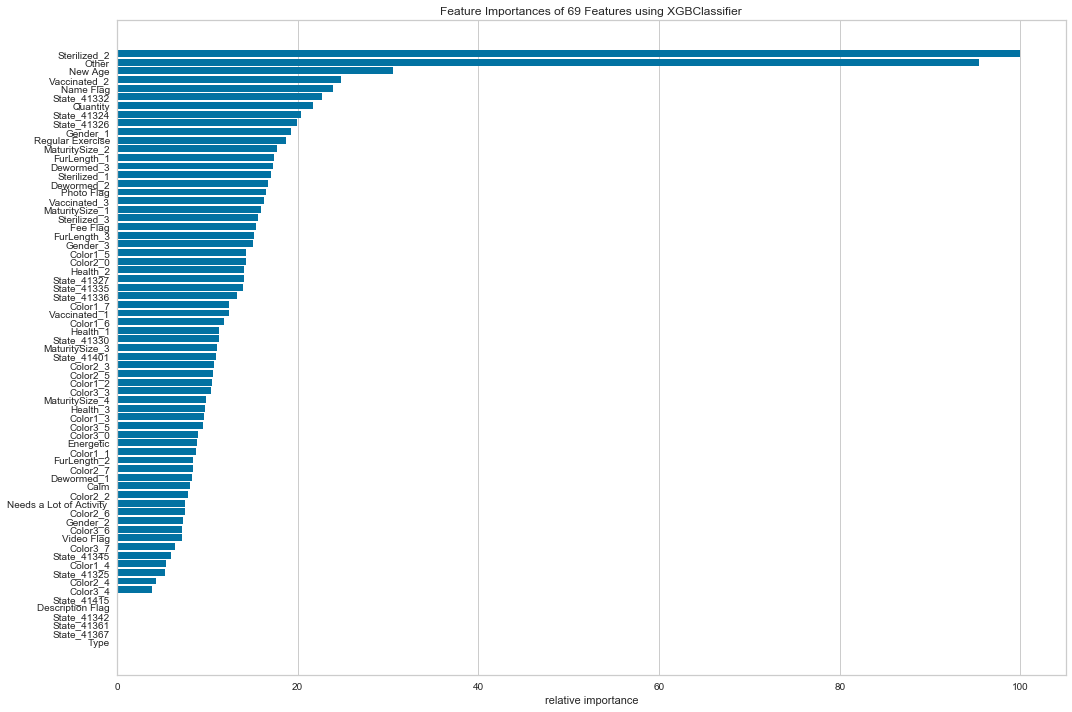 Feature Importances of 69 Features using XGBClassifier
Sterilized_2
Other
New Age
Vaccinated_2
Name Flag
State_41332
Quantity
State_41324
State_41326
Gender_1
Regular Exercise
MaturitySize_2
FurLength_1
Dewormed_3
Sterilized_1
Dewormed_2
Photo Flag
Vaccinated_3
MaturitySize_1
Sterilized_3
Fee Flag
FurLength_3
Gender_3
Color1_5
Color2_0
Health_2
State_41327
State_41335
State_41336
Color1_7
Vaccinated_1
Color1_6
Health_1
State_41330
MaturitySize_3
State_41401
Color2_3
Color2_5
Color1_2
Color3_3
MaturitySize_4
Health_3
Color1_3
Color3_5
Color3_0
Energetic
Color1_1
FurLength_2
Color2_7
Dewormed_1
Calm
Color2_2
Needs a Lot of Activity
Color2_6
Gender_2
Color3_6
Video Flag
Color3_7
State_41345
Color1_4
State_41325
Color2_4
Color3_4
State_41415
Description Flag
State_41342
State_41361
State_41367
Type
0 20 40 60 80 100
relative importance